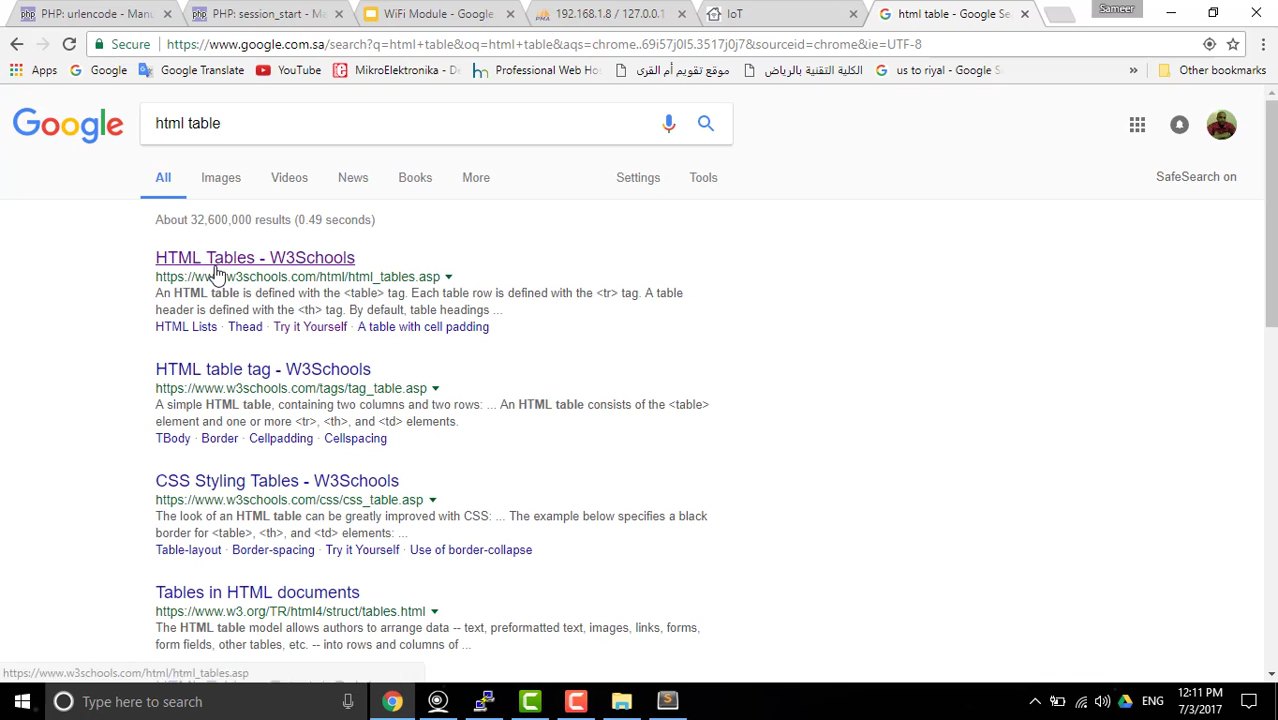 PHP: urlencode - Manu
PHP: session_start - Ma
WiFi Module - Google
192.168.1.8 / 127.0.0.1
IoT
html table - Google Se
Sameer
Secure
https://www.google.com.sa/search?q=html+table&oq=html+table&aqs=chrome..69i57j0l5.3517j0j7&sourceid=chrome&ie=UTF-8
Apps
Google
Google Translate
YouTube
MikroElektronika - De
Professional Web Hos
موقع تقويم أم القرى
الكلية التقنية بالرياض
us to riyal - Google S
»
Other bookmarks
Google
html table
All
Images
Videos
News
Books
More
Settings
Tools
SafeSearch on
About 32,600,000 results (0.49 seconds)
HTML Tables - W3Schools
https://www.w3schools.com/html/html_tables.asp
An HTML table is defined with the <table> tag. Each table row is defined with the <tr> tag. A table
header is defined with the <th> tag. By default, table headings ...
HTML Lists · Thead · Try it Yourself · A table with cell padding
HTML table tag - W3Schools
https://www.w3schools.com/tags/tag_table.asp
A simple HTML table, containing two columns and two rows: ... An HTML table consists of the <table>
element and one or more <tr>, <th>, and <td> elements.
TBody · Border · Cellpadding · Cellspacing
CSS Styling Tables - W3Schools
https://www.w3schools.com/css/css_table.asp
The look of an HTML table can be greatly improved with CSS: ... The example below specifies a black
border for <table>, <th>, and <td> elements: ...
Table-layout · Border-spacing · Try it Yourself · Use of border-collapse
Tables in HTML documents
https://www.w3.org/TR/html4/struct/tables.html
The HTML table model allows authors to arrange data -- text, preformatted text, images, links, forms,
form fields, other tables, etc. -- into rows and columns of ...
https://www.w3schools.com/html/html_tables.asp
Type here to search
ENG
12:11 PM
7/3/2017